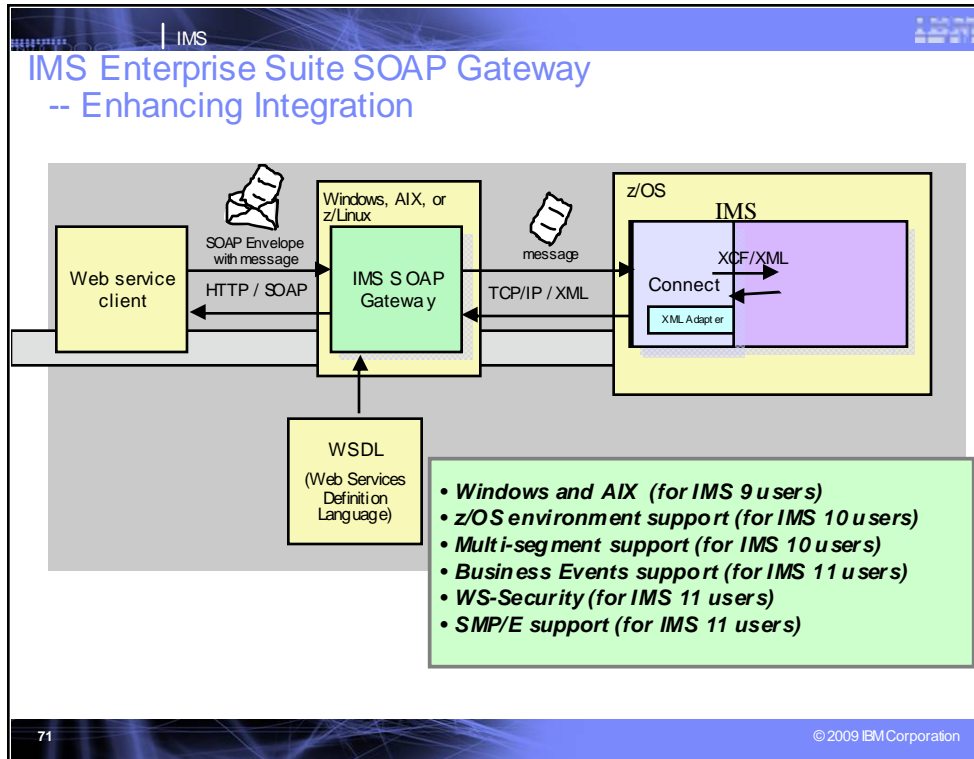 IMS
IBM
IMS Enterprise Suite SOAP Gateway
-- Enhancing Integration
SOAP Envelope
with message
HTTP / SOAP
Web service
client
Windows, AIX, or
z/Linux
IMS SOAP
Gateway
message
TCP/IP / XML
z/OS
IMS
XCF/XML
Connect
XML Adapter
WSDL
(Web Services
Definition
Language)
• Windows and AIX (for IMS 9 users)
• z/OS environment support (for IMS 10 users)
• Multi-segment support (for IMS 10 users)
• Business Events support (for IMS 11 users)
• WS-Security (for IMS 11 users)
• SMP/E support (for IMS 11 users)
71
© 2009 IBM Corporation